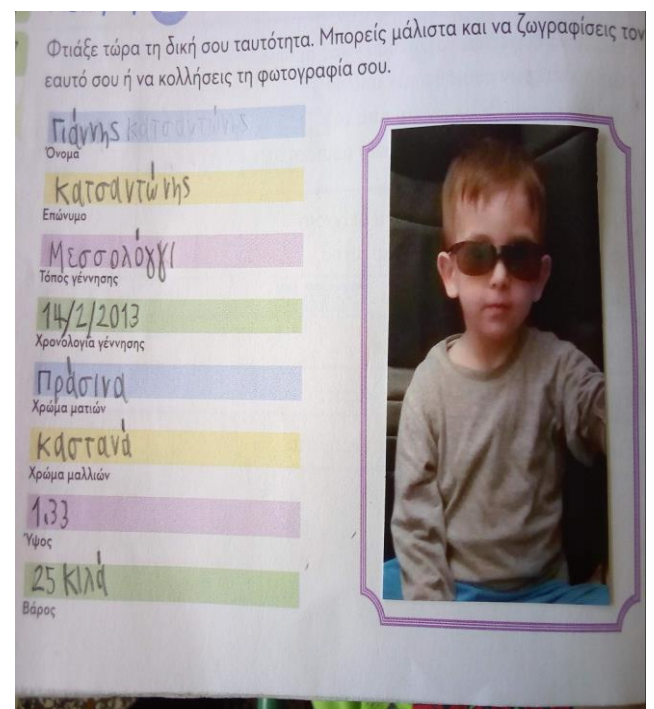 Φτιάξε τώρα τη δική σου ταυτότητα. Μπορείς μάλιστα και να ζωγραφίσεις τον
εαυτό σου ή να κολλήσεις τη φωτογραφία σου.
Γιάννης κατσαντώνης
Όνομα
Κατσαντώνης
Επώνυμο
Μεσσολόγγι
Τόπος γέννησης
14/2/2013
Χρονολογία γέννησης
Πράσινα
Χρώμα ματιών
καστανά
Χρώμα μαλλιών
1.33
Ύψος
25 κιλά
Βάρος